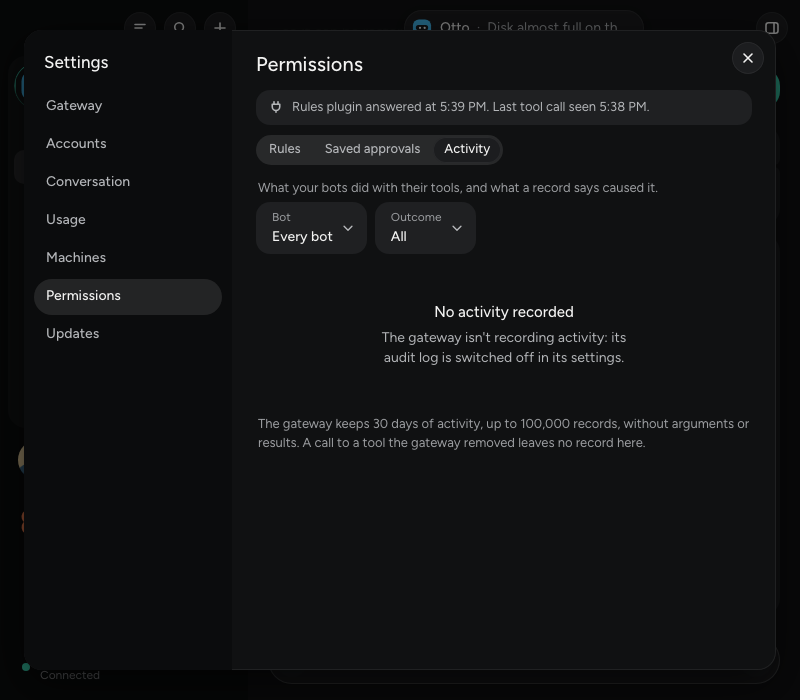 Otto · Disk almost full on th
Settings
Gateway
Accounts
Conversation
Usage
Machines
Permissions
Updates
Permissions
Rules plugin answered at 5:39 PM. Last tool call seen 5:38 PM.
Rules Saved approvals Activity
What your bots did with their tools, and what a record says caused it.
Bot
Every bot
Outcome
All
No activity recorded
The gateway isn't recording activity: its
audit log is switched off in its settings.
The gateway keeps 30 days of activity, up to 100,000 records, without arguments or
results. A call to a tool the gateway removed leaves no record here.
Connected